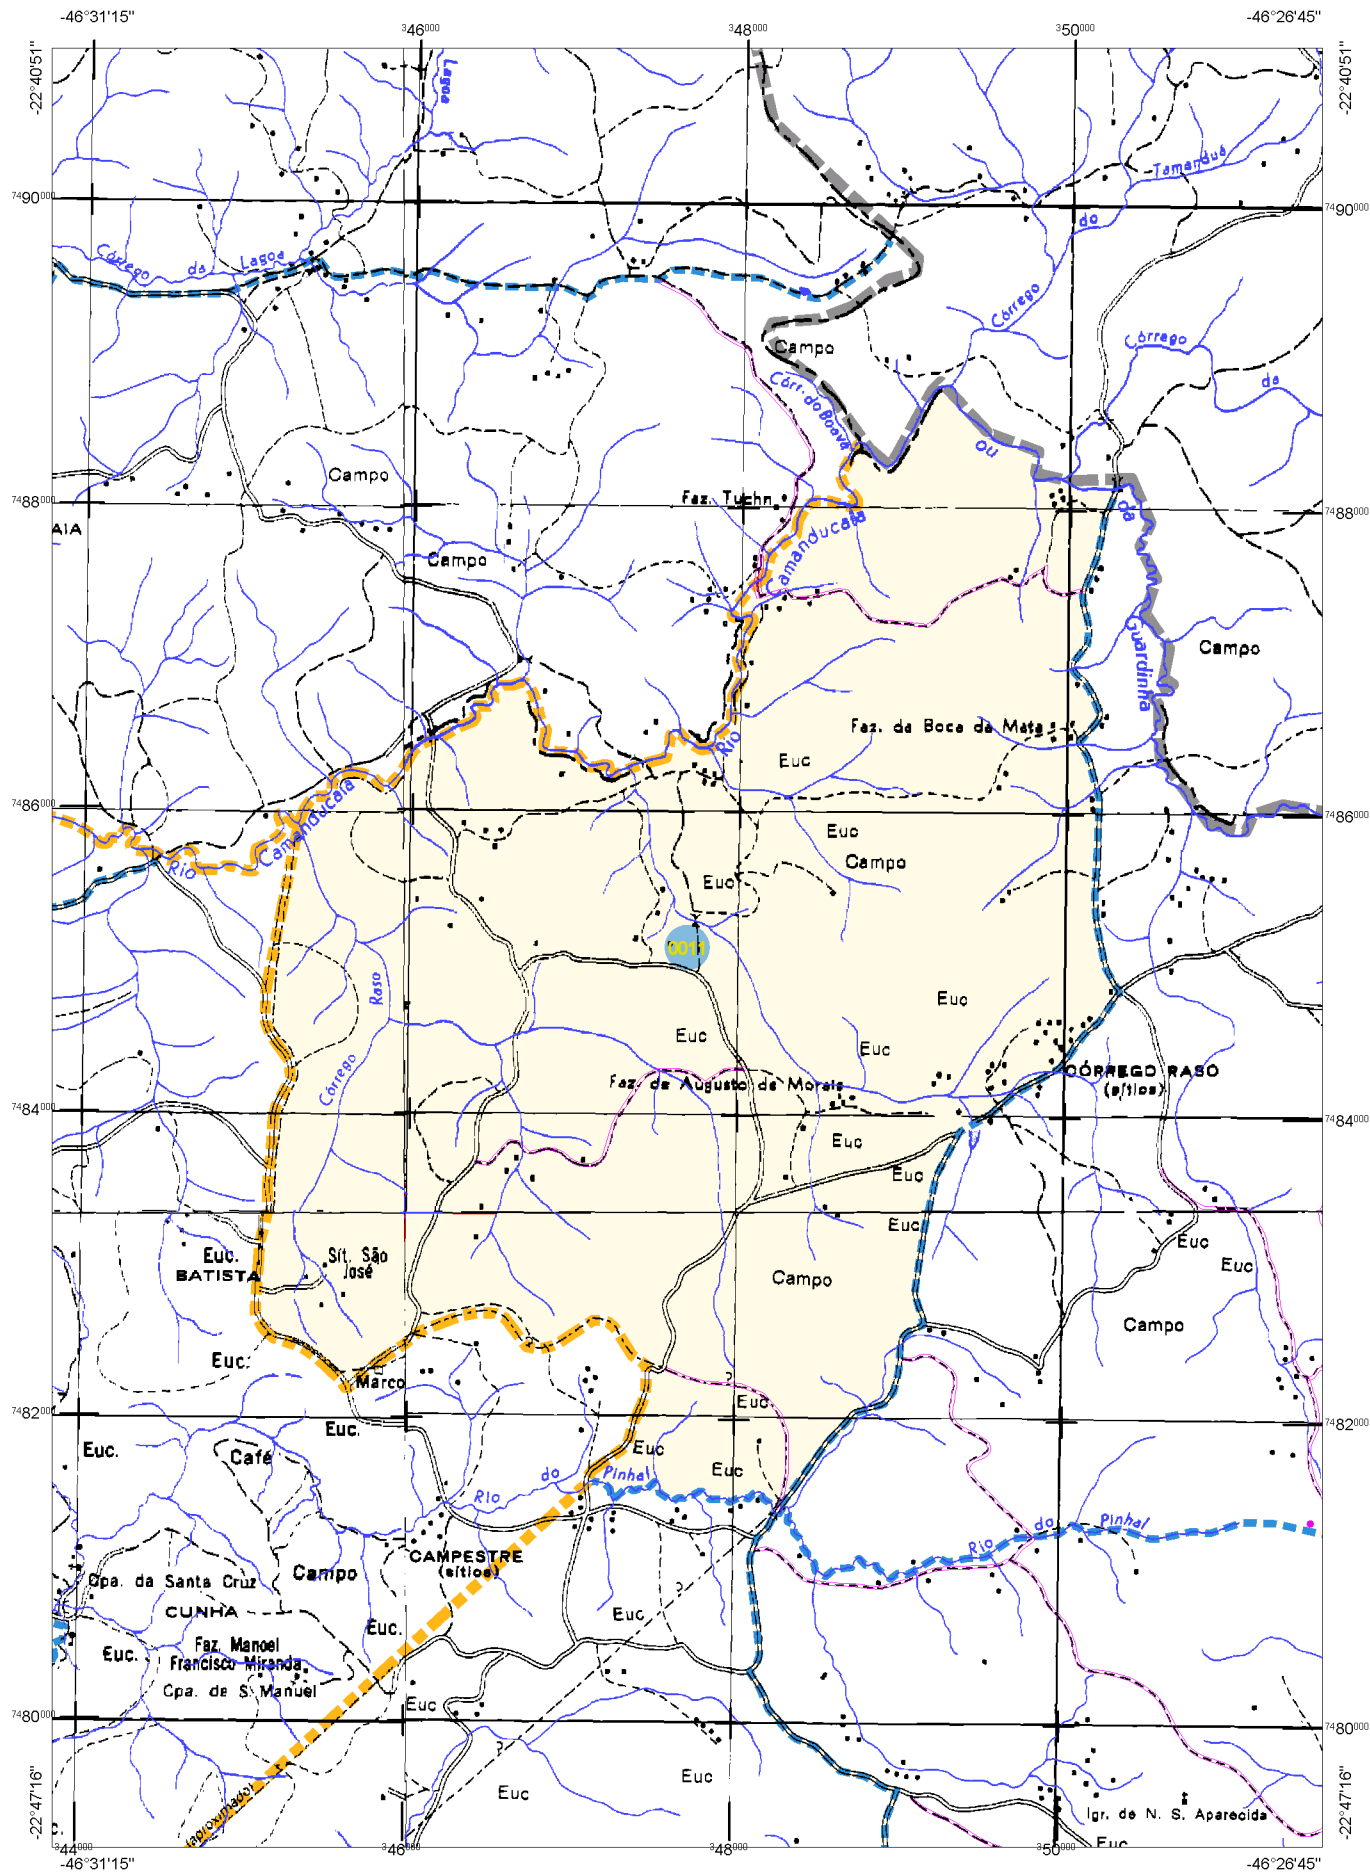 -46°31'15"
-46°26'45"
346000
348000
350000
-22°40'51"
-22°40'51"
Lagoa
Tamanduá
7490000
7490000
do
Córrego
da
Lagoa
Córrego
Córrego
Campo
da
Córr. do Boava
ou
Campo
Faz. Tuchn
7488000
7488000
da
AIA
Camanducaia
Campo
Guardinha
Campo
Faz. da Boca da Mata
Rio
Euc
Camanducaia
7486000
7486000
Euc
Campo
Rio
Euc
0011
Raso
Euc
Euc
Euc
Córrego
CÓRREGO RASO
(sítios)
Faz. de Augusto de Morais
7484000
7484000
Euc
Euc
Euc
Euc
Euc.
BATISTA
Sít. São
José
Euc
Campo
Campo
Euc.
Marco
Euc
7482000
7482000
Euc.
Euc.
Café
Euc
Euc
do
Pinhal
Rio
do
Pinhal
Rio
CAMPESTRE
(sítios)
Campo
Cpa. da Santa Cruz
CUNHA
Euc.
Euc
Euc.
Faz. Manoel
Francisco Miranda
Cpa. de S. Manuel
Euc
7480000
7480000
Euc
Euc
(aproximado)
Igr. de N. S. Aparecida
Euc
-22°47'16"
-22°47'16"
344000
346000
348000
350000
-46°31'15"
-46°26'45"